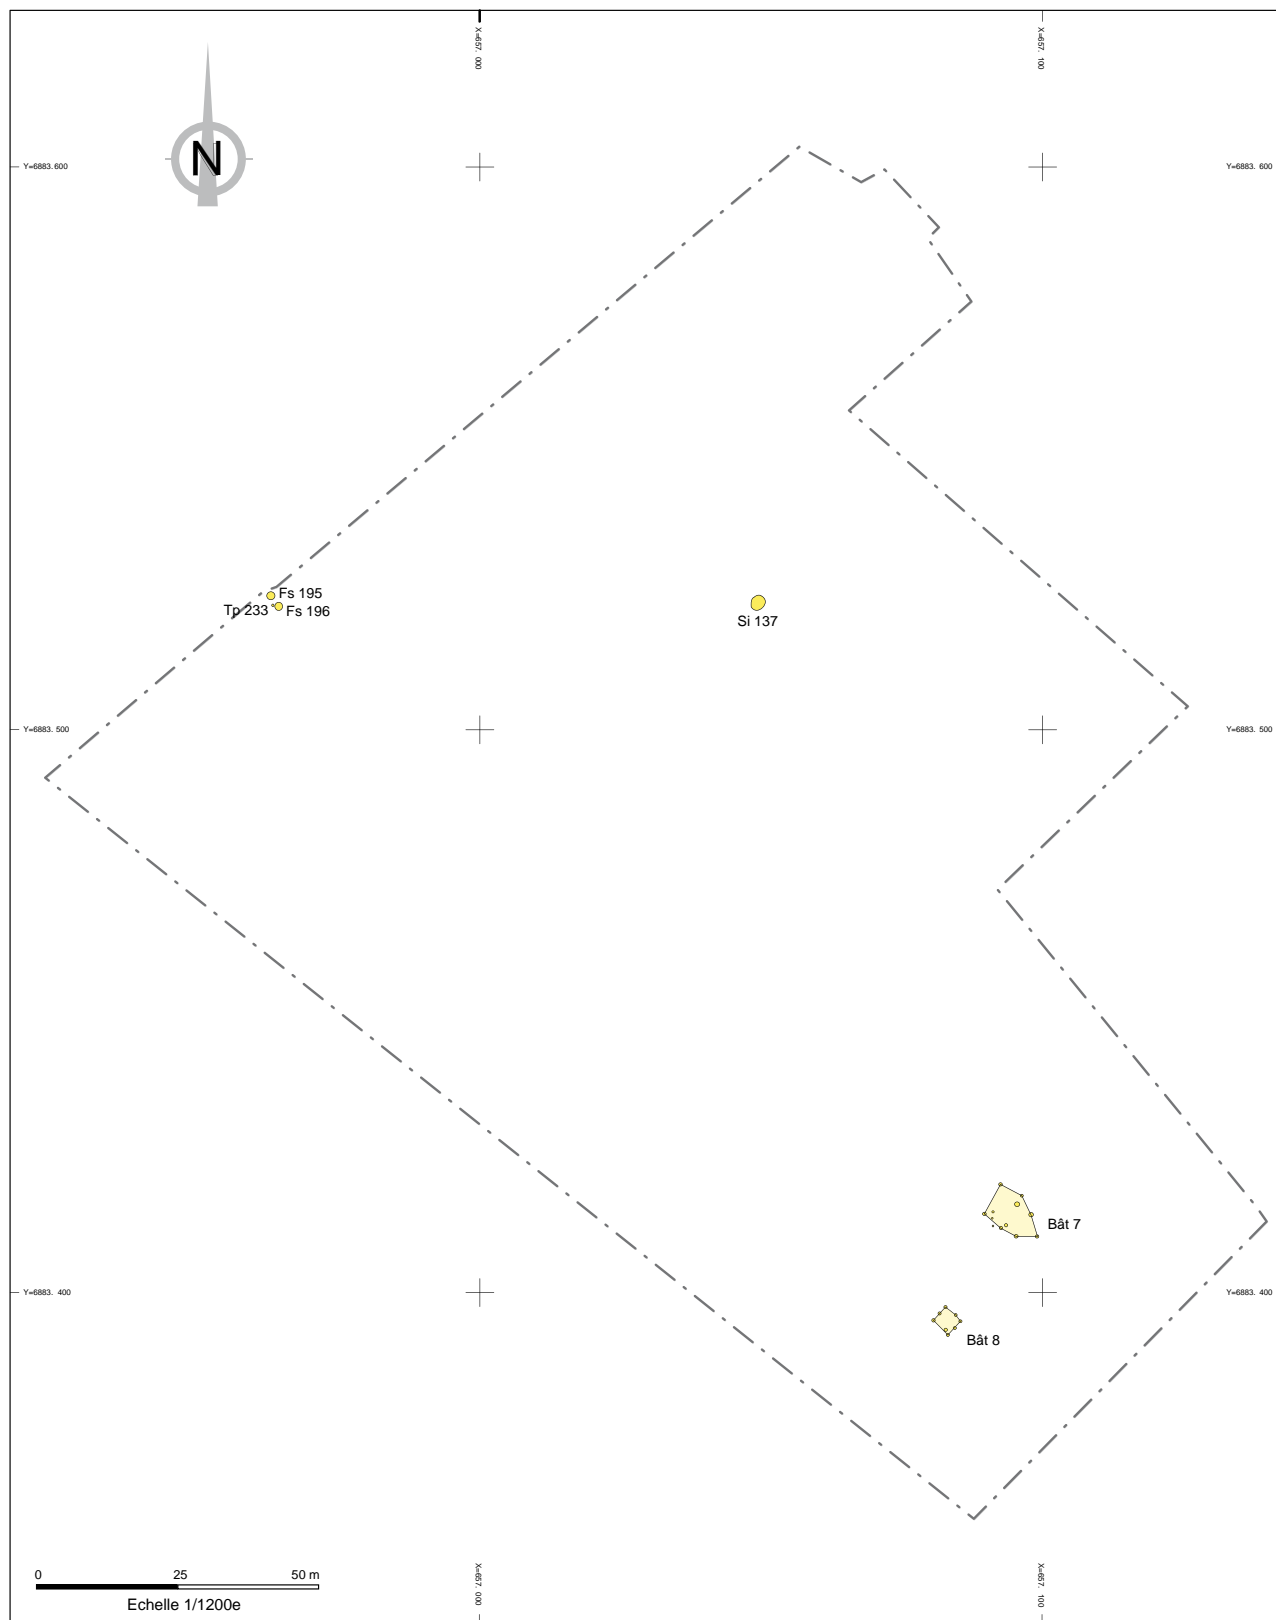 X=657. 000
X=657. 100
N
Y=6883.600
Y=6883. 600
Fs 195
Tp 233
Fs 196
Si 137
Y=6883. 500
Y=6883. 500
Bât 7
Y=6883. 400
Y=6883. 400
Bât 8
0 25 50 m
Echelle 1/1200e
X=657. 000
X=657. 100